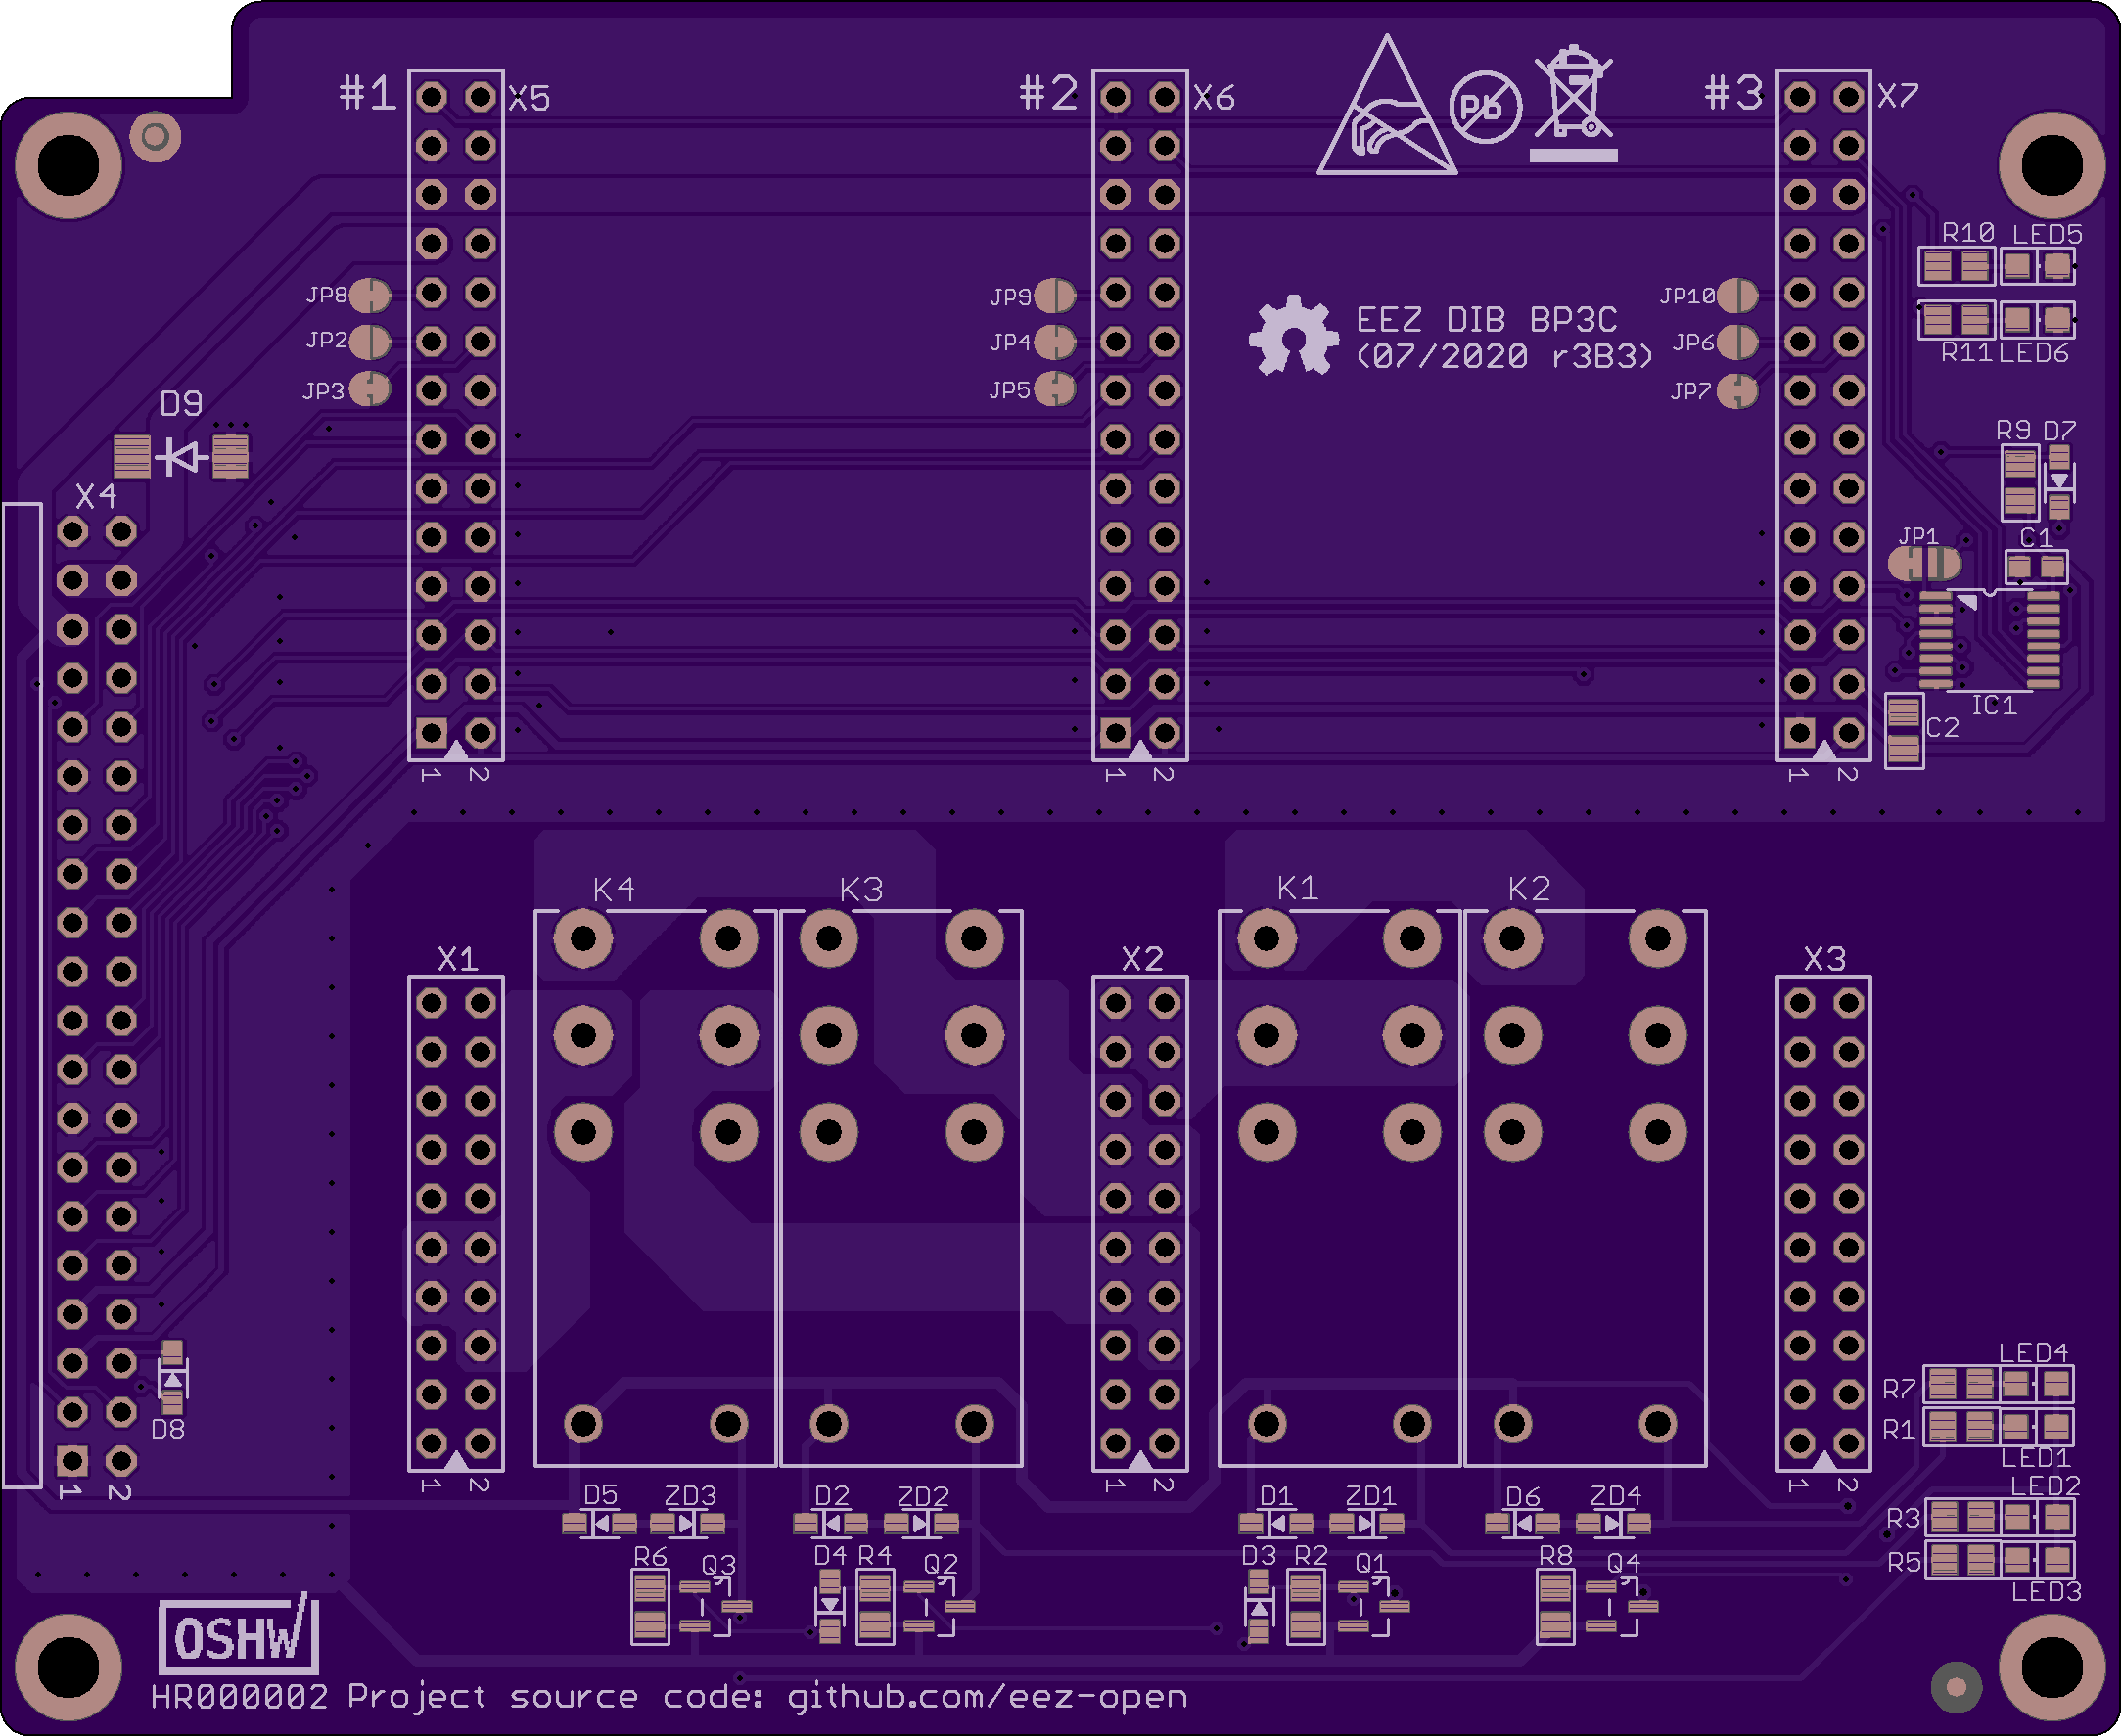 #1 X5
#2 X6
Pb
#3 X7
R10 LED5
JP8
JP9
EEZ DIB BP3C
(07/2020 r3B3)
JP10
JP2
JP4
JP6
R11 LED6
JP3
JP5
JP7
D9
R9 D7
X4
JP1
C1
IC1
C2
1 2
1 2
1 2
K4
K3
K1
K2
X1
X2
X3
LED4
R7
R1
LED1
D8
1 2
1 2
1 2
1 2
LED2
D5 ZD3
D2 ZD2
D1 ZD1
D6 ZD4
R3
R6 Q3
D4 R4 Q2
D3 R2 Q1
R8 Q4
R5
LED3
OSHW
HR000002 Project source code: github.com/eez-open